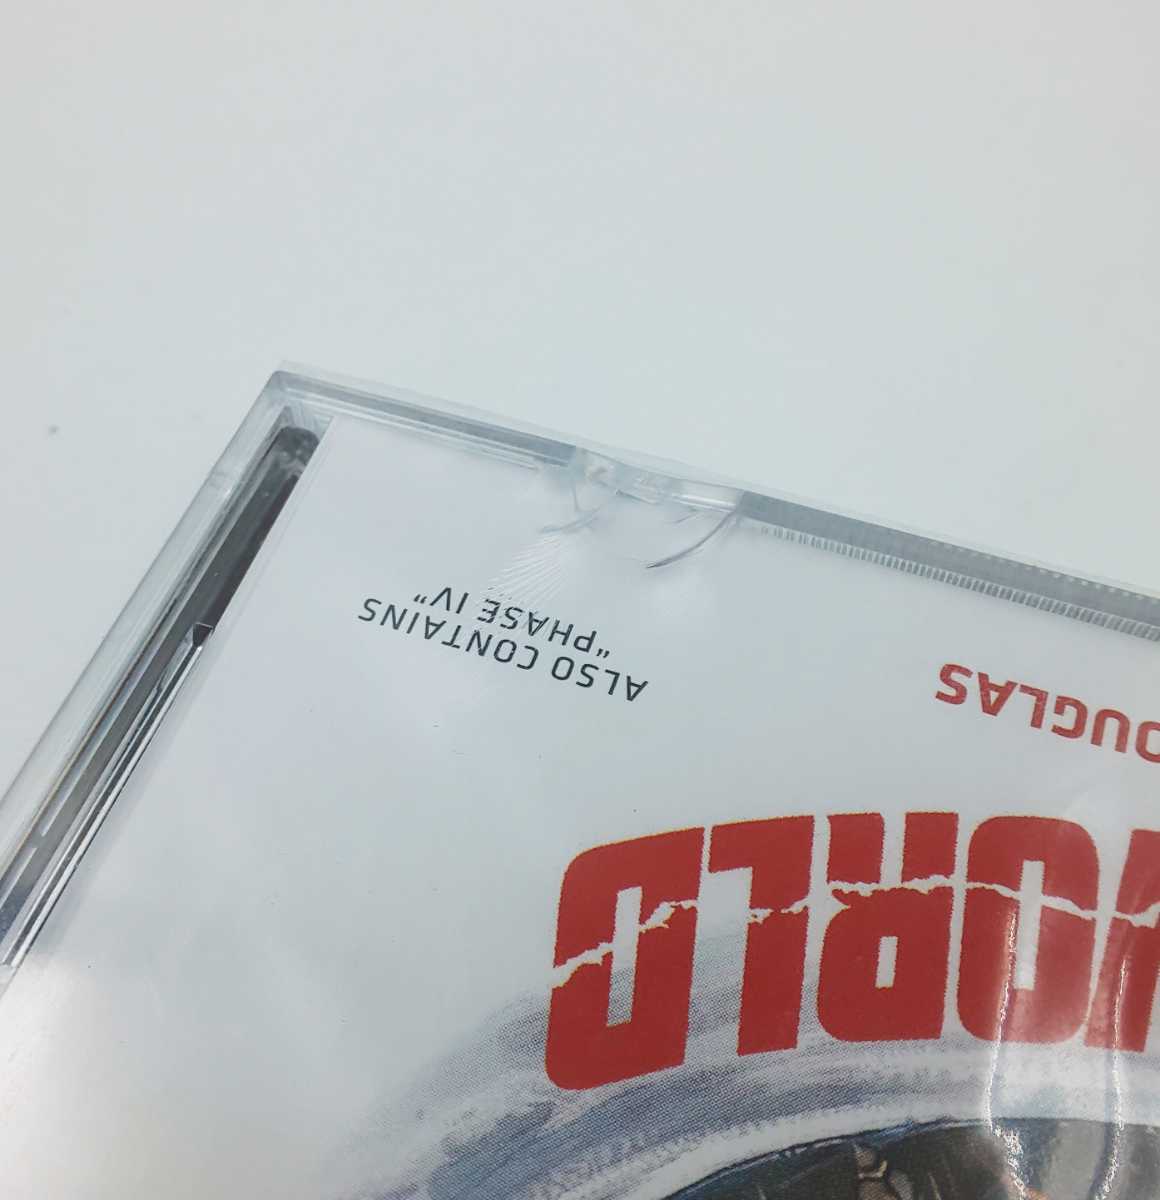 ALSO CONTAINS
"PHASE IV"
OUGLAS
ORLD